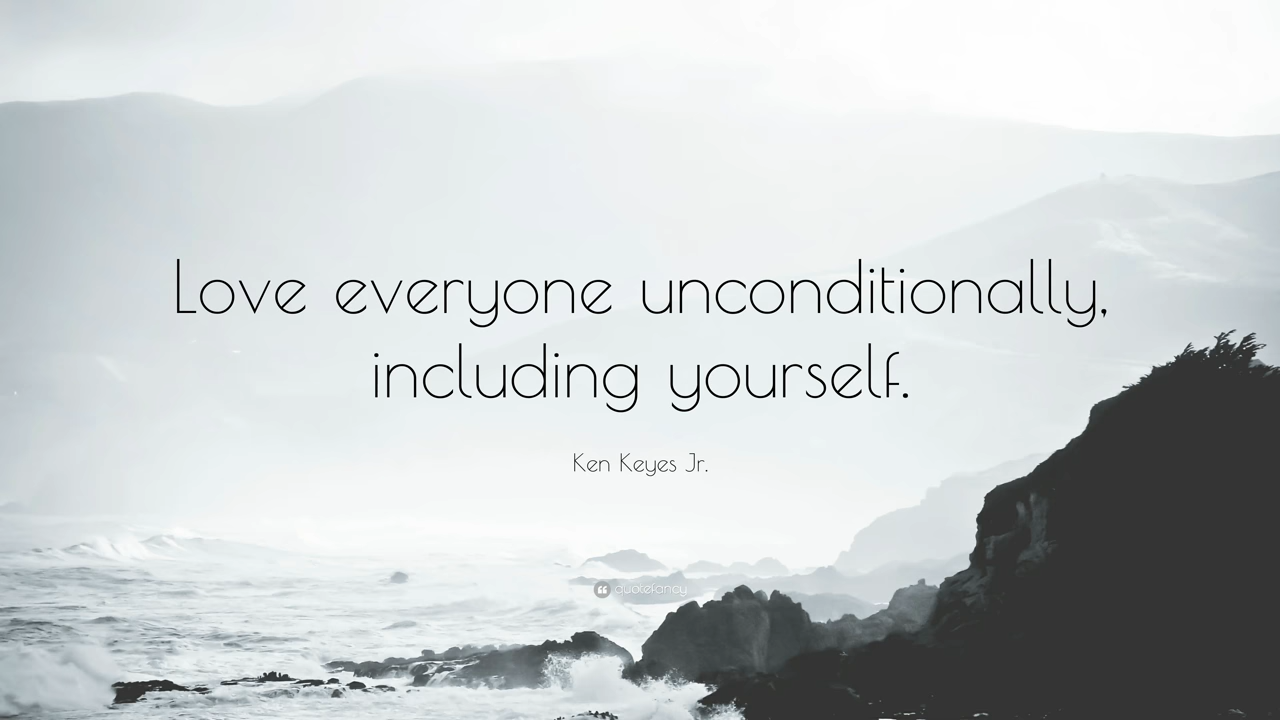 Love everyone unconditionally,
including yourself.
Ken Keyes Jr.
quotefancy